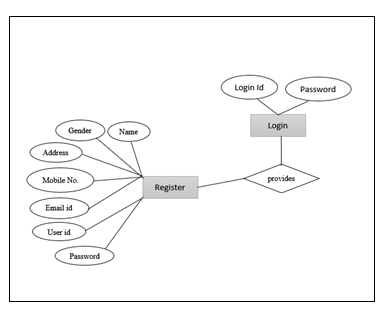 Login Id
Password
Login
Gender
Name
Address
Mobile No.
Register
provides
Email id
User id
Password